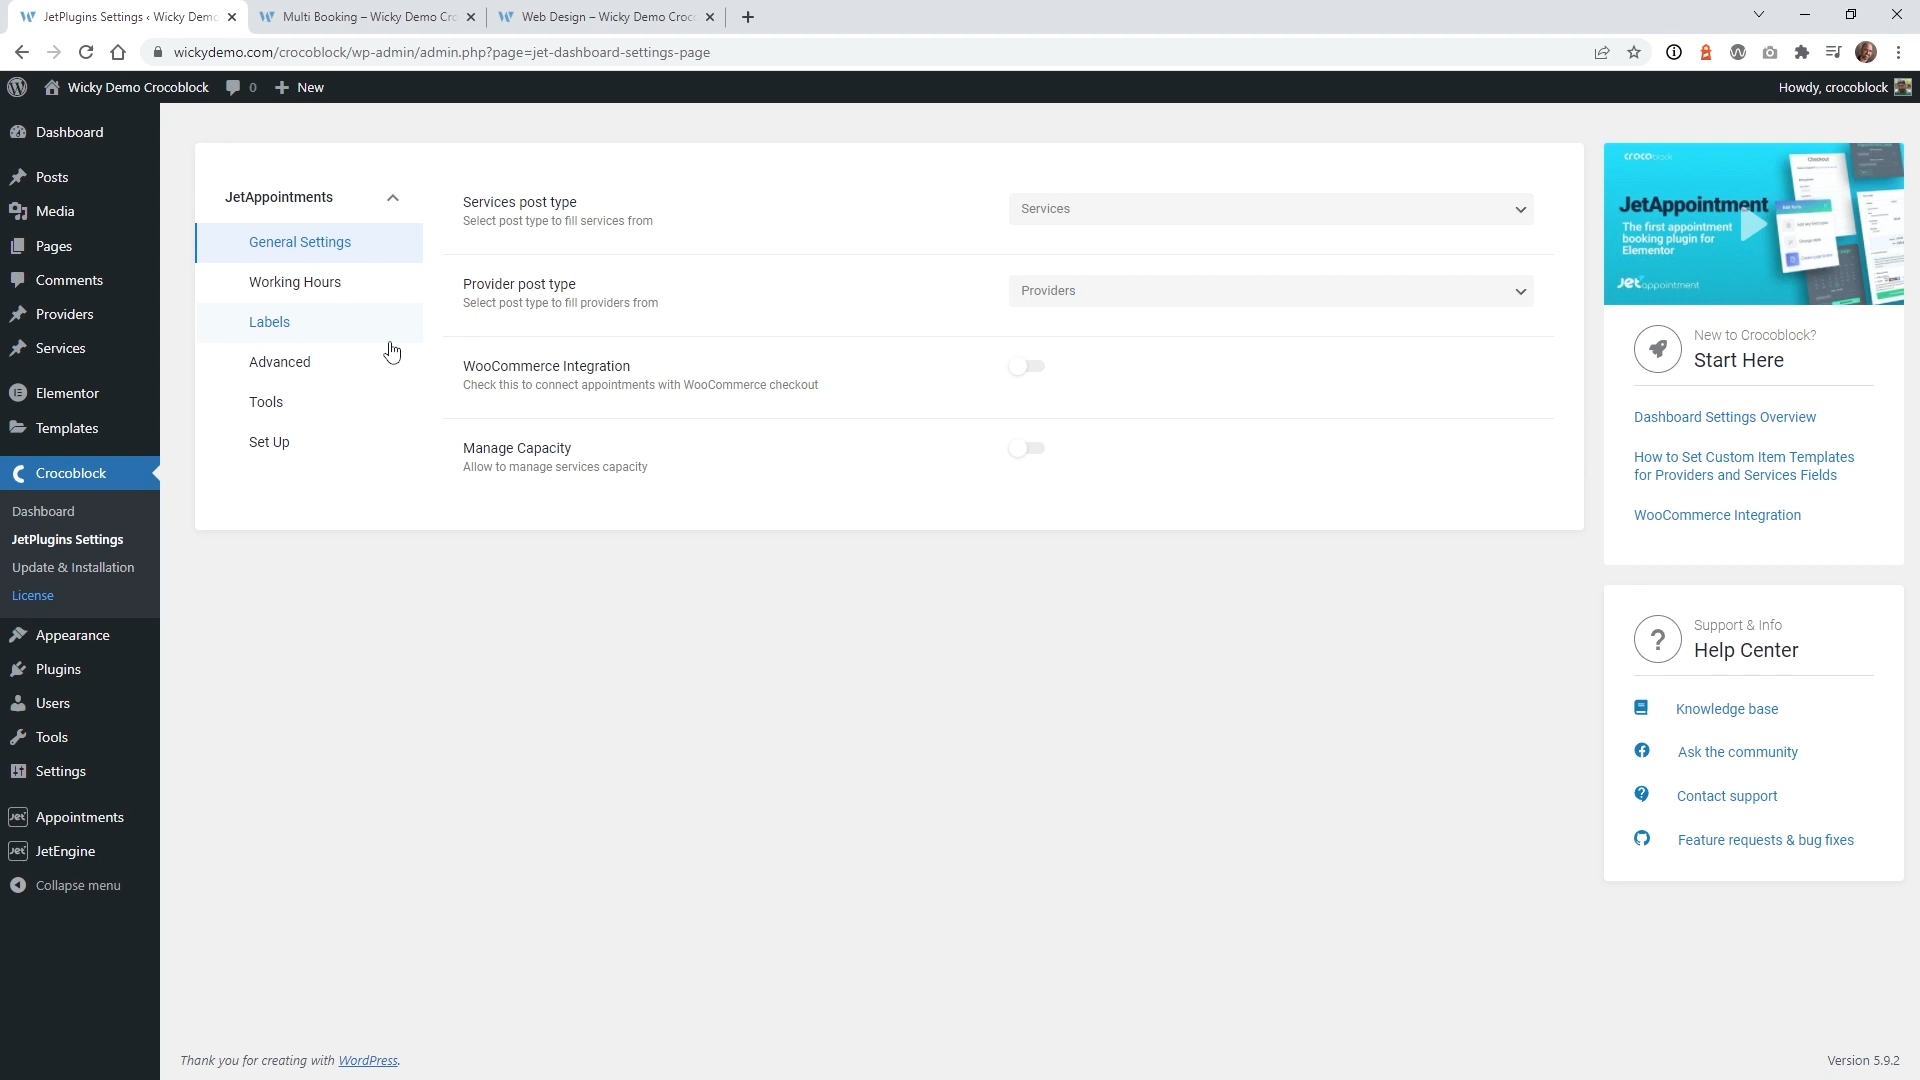 JetPlugins Settings ‹ Wicky Demo
Multi Booking – Wicky Demo Cro
Web Design – Wicky Demo Croc
wickydemo.com/crocoblock/wp-admin/admin.php?page=jet-dashboard-settings-page
Wicky Demo Crocoblock
0
New
Howdy, crocoblock
Dashboard
Posts
Media
Pages
Comments
Providers
Services
Elementor
Templates
Crocoblock
Dashboard
JetPlugins Settings
Update & Installation
License
Appearance
Plugins
Users
Tools
Settings
Appointments
JetEngine
Collapse menu
JetAppointments
General Settings
Working Hours
Labels
Advanced
Tools
Set Up
Services post type
Select post type to fill services from
Services
Provider post type
Select post type to fill providers from
Providers
WooCommerce Integration
Check this to connect appointments with WooCommerce checkout
Manage Capacity
Allow to manage services capacity
crocoblock
JetAppointment
The first appointment
booking plugin for
Elementor
Jet appointment
Checkout
New to Crocoblock?
Start Here
Dashboard Settings Overview
How to Set Custom Item Templates
for Providers and Services Fields
WooCommerce Integration
Support & Info
Help Center
Knowledge base
Ask the community
Contact support
Feature requests & bug fixes
Thank you for creating with WordPress.
Version 5.9.2